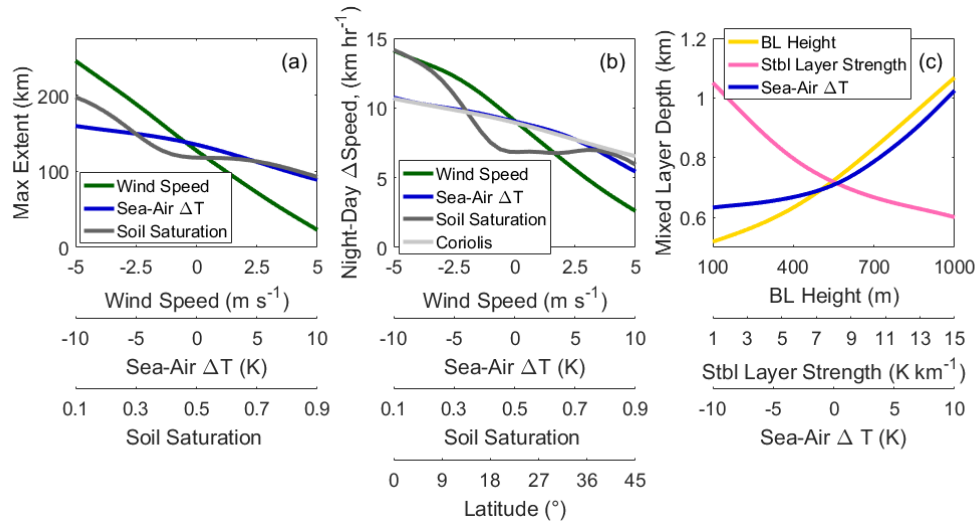 (a)
Max Extent (km)
200
100
0
Wind Speed
Sea-Air ΔT
Soil Saturation
-5 -2.5 0 2.5 5
Wind Speed (m s⁻¹)
-10 -5 0 5 10
Sea-Air ΔT (K)
0.1 0.3 0.5 0.7 0.9
Soil Saturation
(b)
Night-Day ΔSpeed, (km hr⁻¹)
15
10
5
0
Wind Speed
Sea-Air ΔT
Soil Saturation
Coriolis
-5 -2.5 0 2.5 5
Wind Speed (m s⁻¹)
-10 -5 0 5 10
Sea-Air ΔT (K)
0.1 0.3 0.5 0.7 0.9
Soil Saturation
0 9 18 27 36 45
Latitude (°)
(c)
Mixed Layer Depth (km)
1.2
1
0.8
0.6
BL Height
Stbl Layer Strength
Sea-Air ΔT
100 400 700 1000
BL Height (m)
1 3 5 7 9 11 13 15
Stbl Layer Strength (K km⁻¹)
-10 -5 0 5 10
Sea-Air Δ T (K)